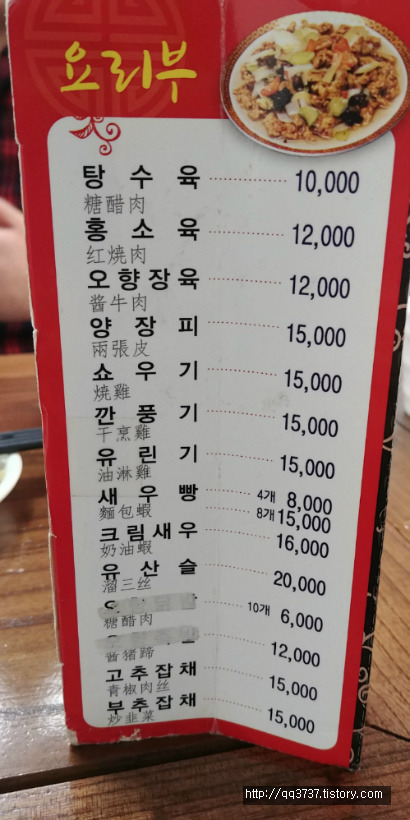 요리부
탕수육 10,000
糖醋肉
홍소육 12,000
红燒肉
오향장육 12,000
酱牛肉
양장피 15,000
兩張皮
쇼우기 15,000
燒雞
깐풍기 15,000
干烹雞
유린기 15,000
油淋雞
새우빵 4개 8,000
麵包蝦 8개 15,000
크림새우 16,000
奶油蝦
유산슬 20,000
溜三丝
10개 6,000
糖醋肉
12,000
酱猪蹄
고추잡채 15,000
青椒肉丝
부추잡채 15,000
炒韭菜
http://qq3737.tistory.com